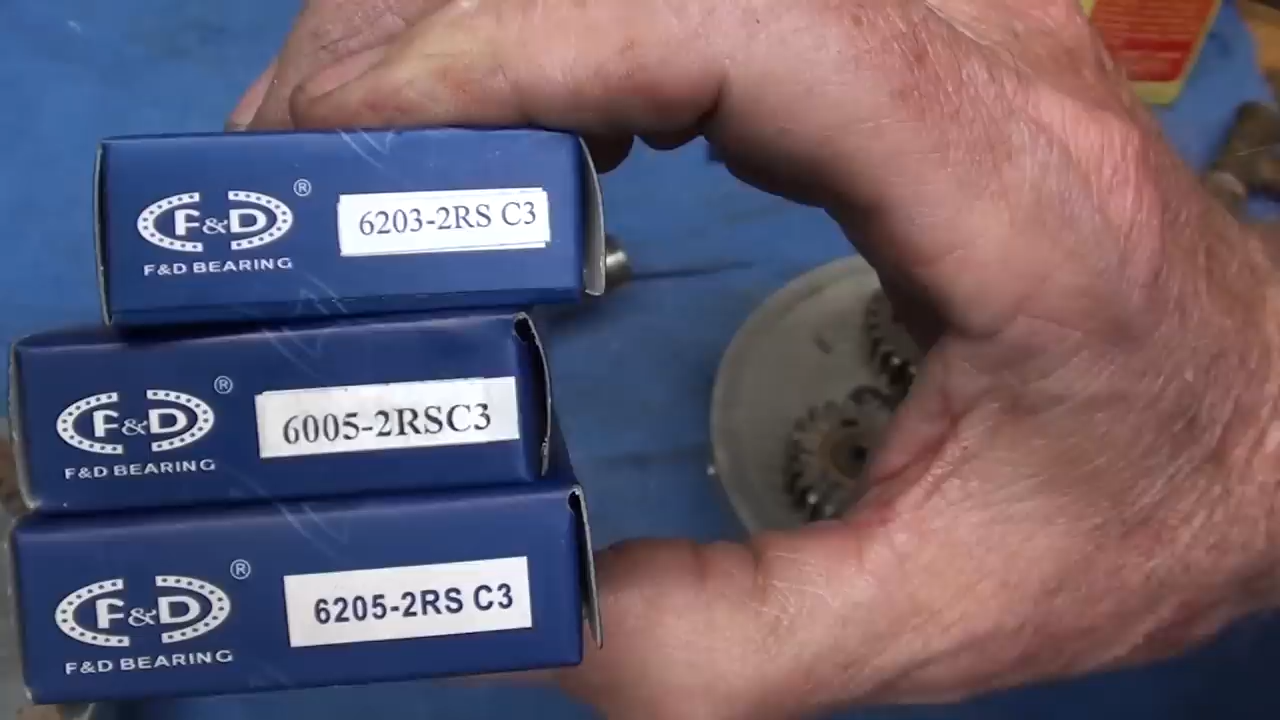 F&D ®
F&D BEARING
6203-2RS C3
F&D ®
F&D BEARING
6005-2RSC3
F&D ®
F&D BEARING
6205-2RS C3